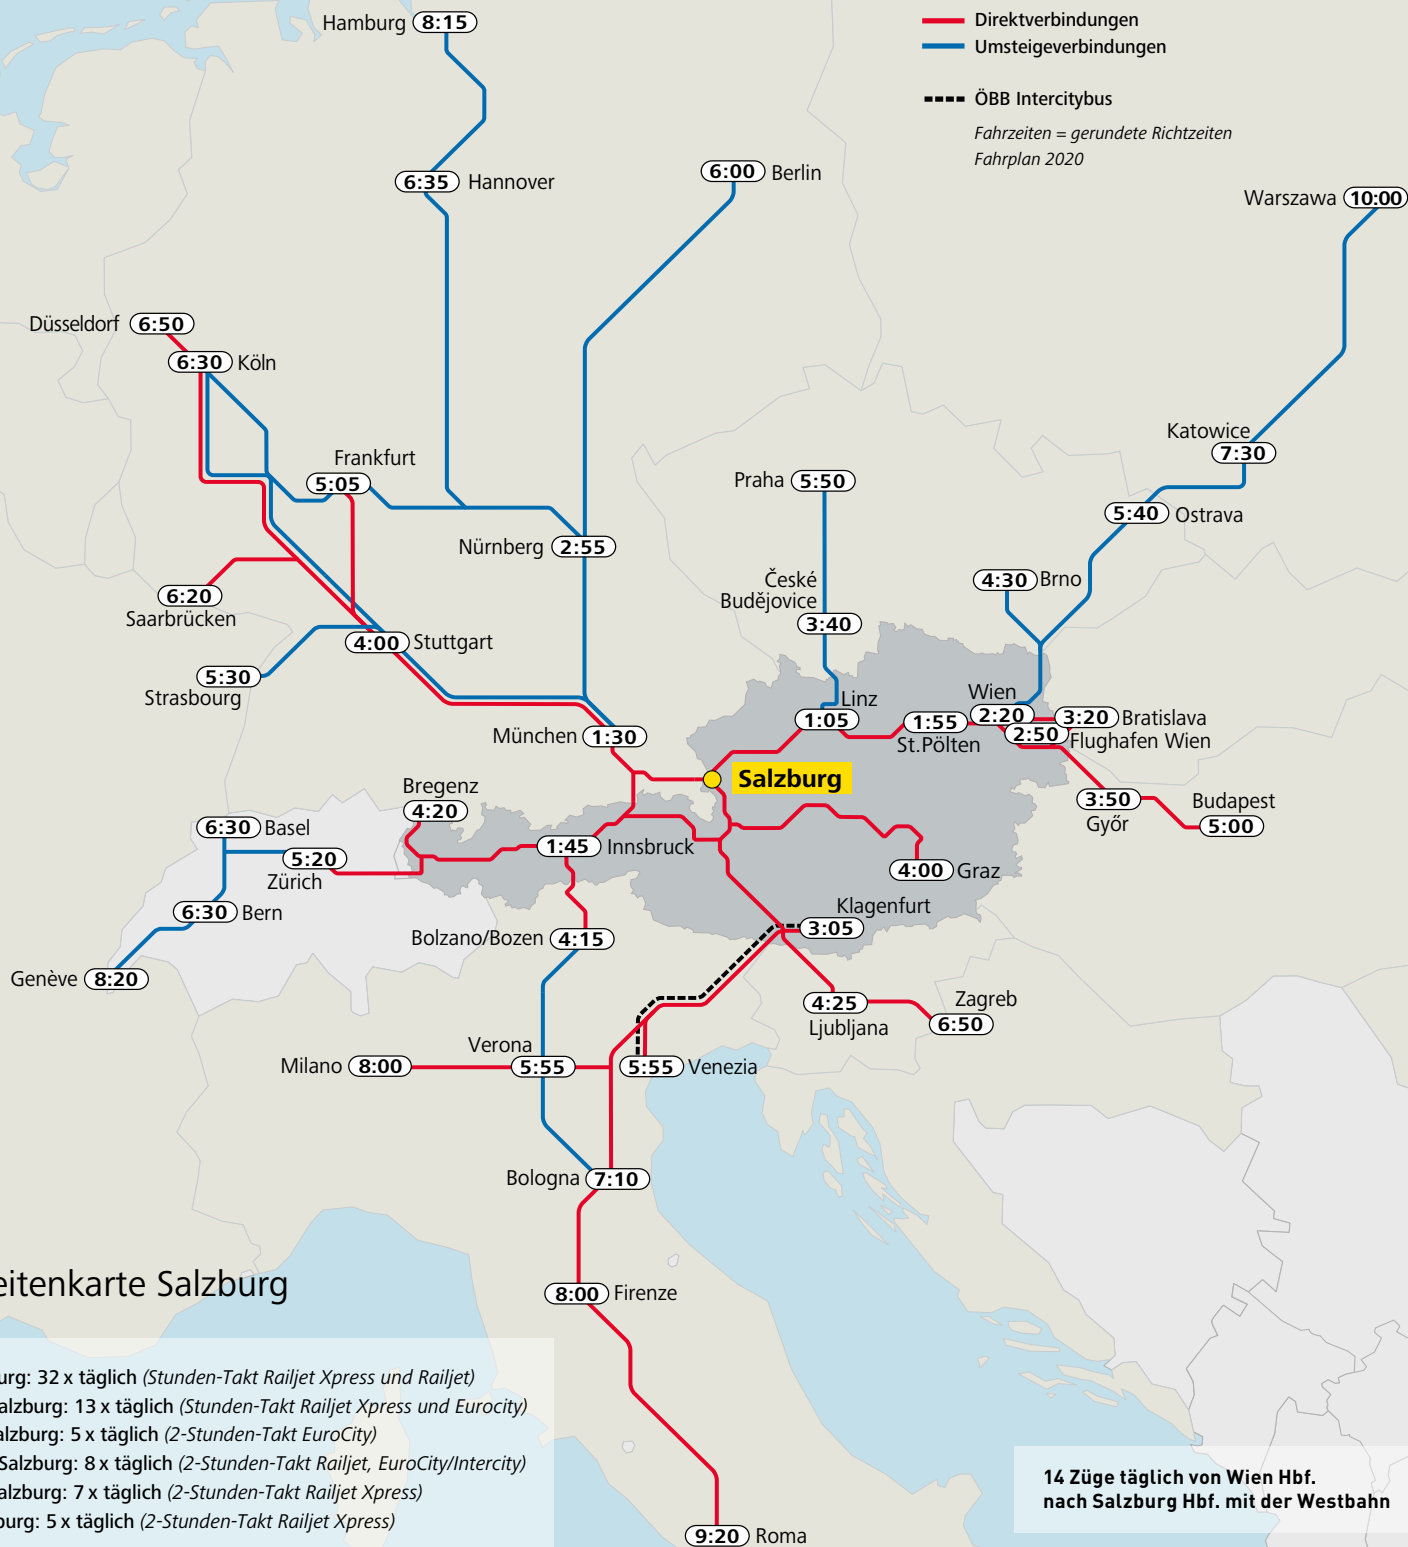 Hamburg 8:15
Direktverbindungen
Umsteigeverbindungen
ÖBB Intercitybus
Fahrzeiten = gerundete Richtzeiten
Fahrplan 2020
6:35 Hannover
6:00 Berlin
Warszawa 10:00
Düsseldorf 6:50
6:30 Köln
Katowice
7:30
Frankfurt
5:05
Praha 5:50
5:40 Ostrava
Nürnberg 2:55
České
Budějovice
3:40
4:30 Brno
6:20
Saarbrücken
4:00 Stuttgart
5:30
Strasbourg
Linz
1:05
1:55
St.Pölten
Wien
2:20
3:20 Bratislava
2:50
Flughafen Wien
München 1:30
Salzburg
Bregenz
4:20
3:50
Győr
Budapest
5:00
6:30 Basel
5:20
Zürich
1:45 Innsbruck
4:00 Graz
6:30 Bern
Klagenfurt
3:05
Bolzano/Bozen 4:15
Genève 8:20
4:25
Ljubljana
Zagreb
6:50
Verona
5:55
Milano 8:00
5:55 Venezia
Bologna 7:10
eitenkarte Salzburg
8:00 Firenze
urg: 32 x täglich (Stunden-Takt Railjet Xpress und Railjet)
alzburg: 13 x täglich (Stunden-Takt Railjet Xpress und Eurocity)
alzburg: 5 x täglich (2-Stunden-Takt EuroCity)
Salzburg: 8 x täglich (2-Stunden-Takt Railjet, EuroCity/Intercity)
alzburg: 7 x täglich (2-Stunden-Takt Railjet Xpress)
burg: 5 x täglich (2-Stunden-Takt Railjet Xpress)
14 Züge täglich von Wien Hbf.
nach Salzburg Hbf. mit der Westbahn
9:20 Roma